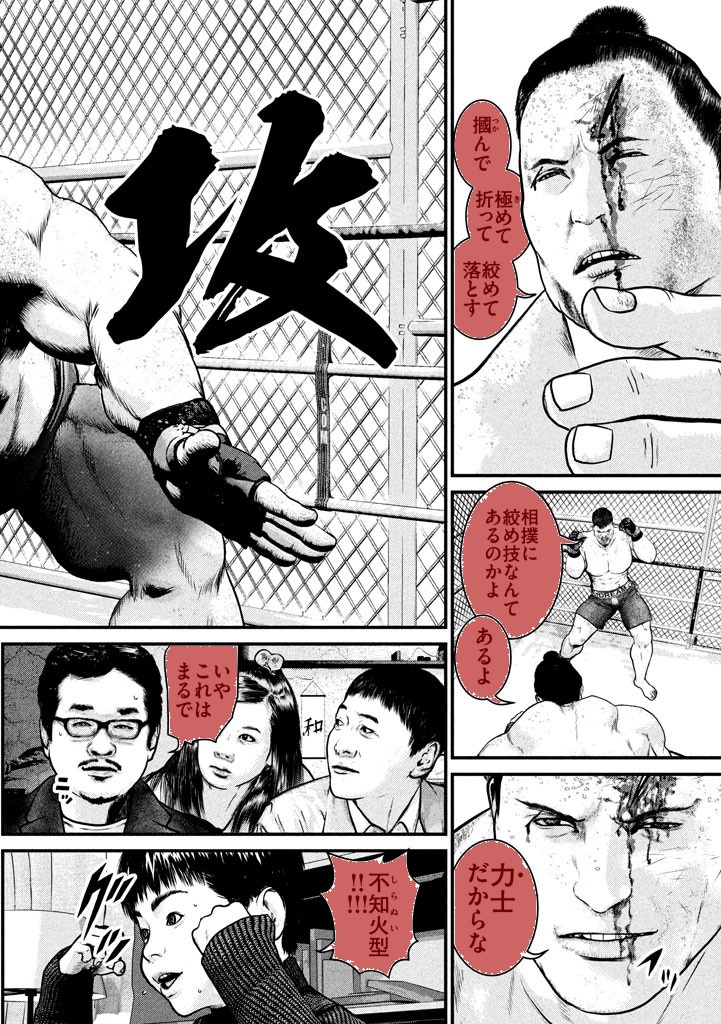 摑んで
極めて
折って
絞めて
落とす
相撲に
絞め技なんて
あるのかよ
あるよ
力士
だからな
攻
いや
これは
まるで
和
不知火型
!!!!!